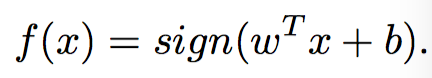 f(x) = sign(w^T x + b).